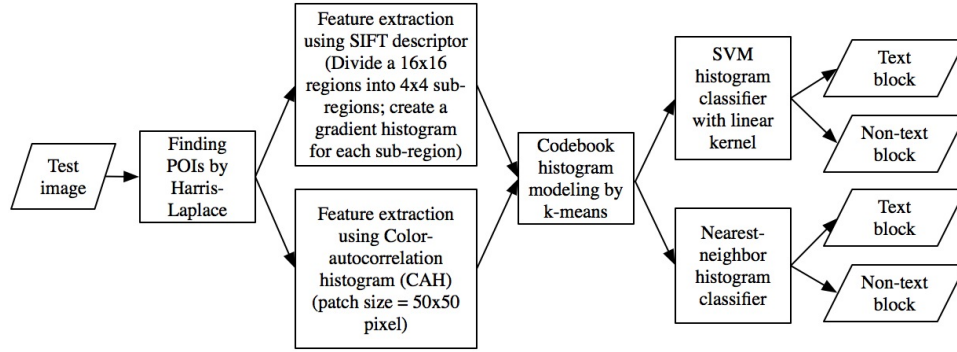 Test
image
Finding
POIs by
Harris-
Laplace
Feature extraction
using SIFT descriptor
(Divide a 16x16
regions into 4x4 sub-
regions; create a
gradient histogram
for each sub-region)
Feature extraction
using Color-
autocorrelation
histogram (CAH)
(patch size = 50x50
pixel)
Codebook
histogram
modeling by
k-means
SVM
histogram
classifier
with linear
kernel
Nearest-
neighbor
histogram
classifier
Text
block
Non-text
block
Text
block
Non-text
block